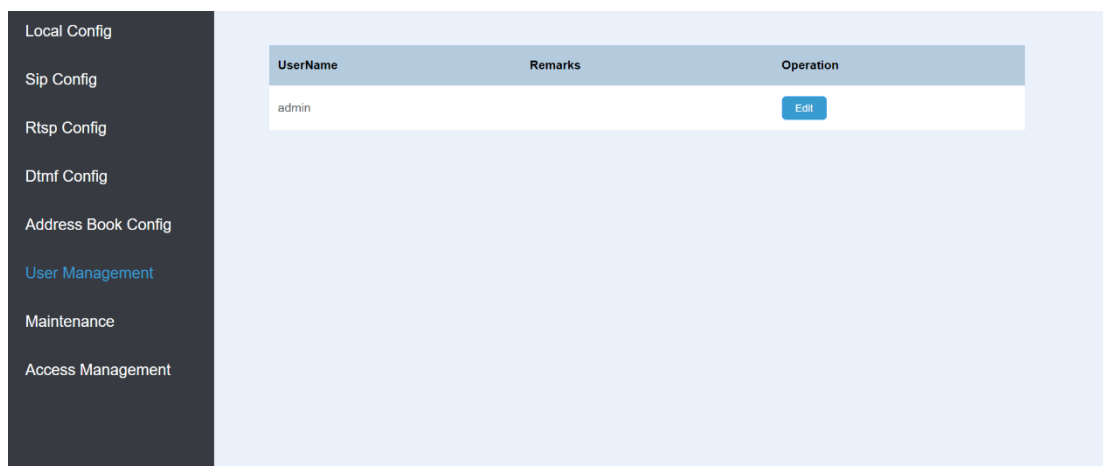 Local Config
Sip Config
Rtsp Config
Dtmf Config
Address Book Config
User Management
Maintenance
Access Management
UserName Remarks Operation
admin Edit